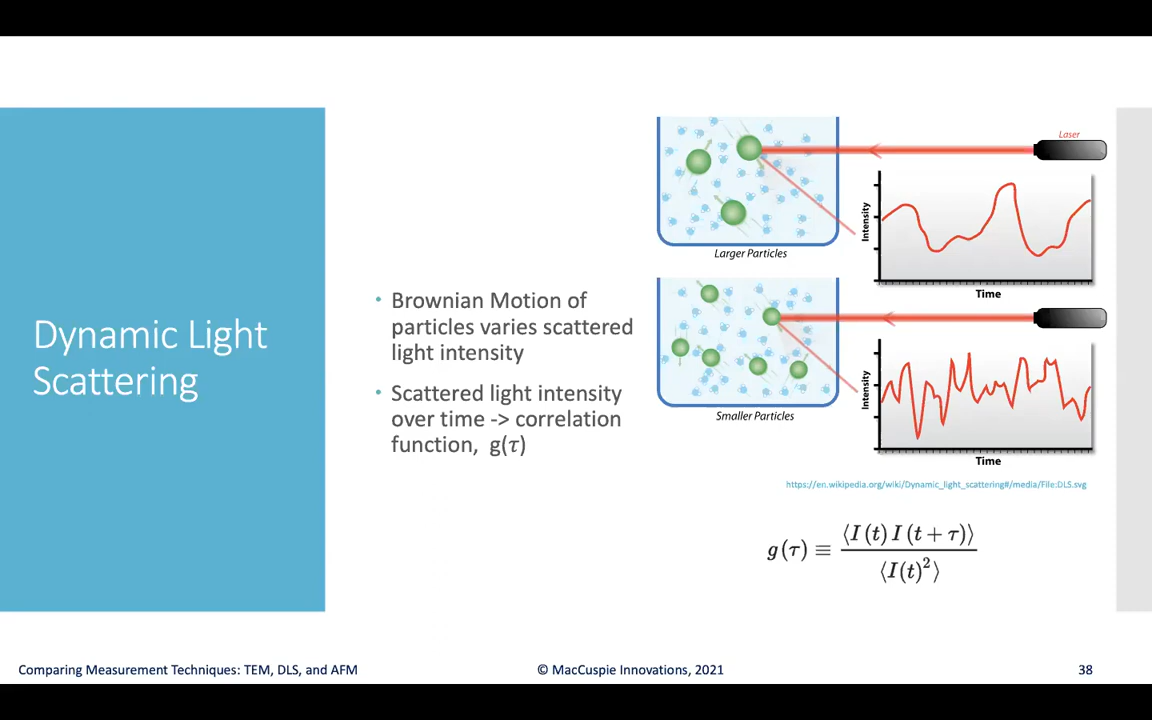 Dynamic Light
Scattering
• Brownian Motion of
particles varies scattered
light intensity
• Scattered light intensity
over time -> correlation
function, g(τ)
Laser
Intensity
Time
Larger Particles
Intensity
Time
Smaller Particles
https://en.wikipedia.org/wiki/Dynamic_light_scattering#/media/File:DLS.svg
g(τ) ≡ ⟨I(t) I(t + τ)⟩ / ⟨I(t)²⟩
Comparing Measurement Techniques: TEM, DLS, and AFM
© MacCuspie Innovations, 2021
38